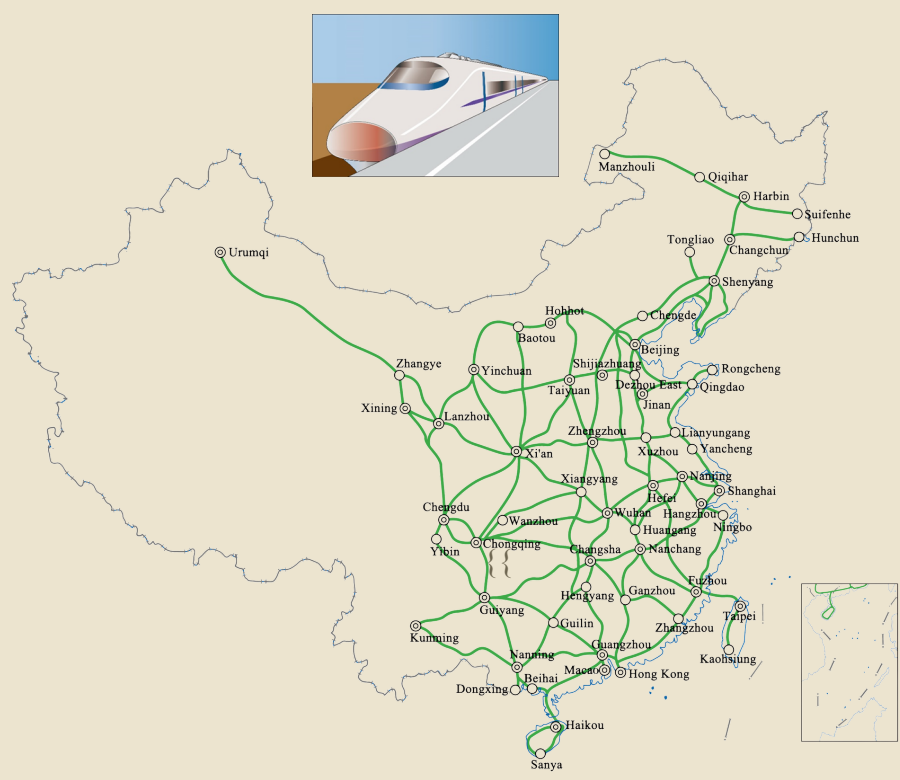 Manzhouli
Qiqihar
Harbin
Suifenhe
Hunchun
Tongliao
Changchun
Urumqi
Shenyang
Hohhot
Chengde
Baotou
Beijing
Zhangye
Yinchuan
Shijiazhuang
Rongcheng
Taiyuan
Dezhou East
Qingdao
Jinan
Xining
Lanzhou
Zhengzhou
Lianyungang
Xi'an
Xuzhou
Yancheng
Xiangyang
Nanjing
Hefei
Shanghai
Chengdu
Wanzhou
Wuhan
Hangzhou
Ningbo
Huangang
Yibin
Chongqing
Changsha
Nanchang
Fuzhou
Hengyang
Ganzhou
Guiyang
Taipei
Guilin
Zhangzhou
Kunming
Guangzhou
Nanning
Kaohsiung
Macao
Hong Kong
Beihai
Dongxing
Haikou
Sanya